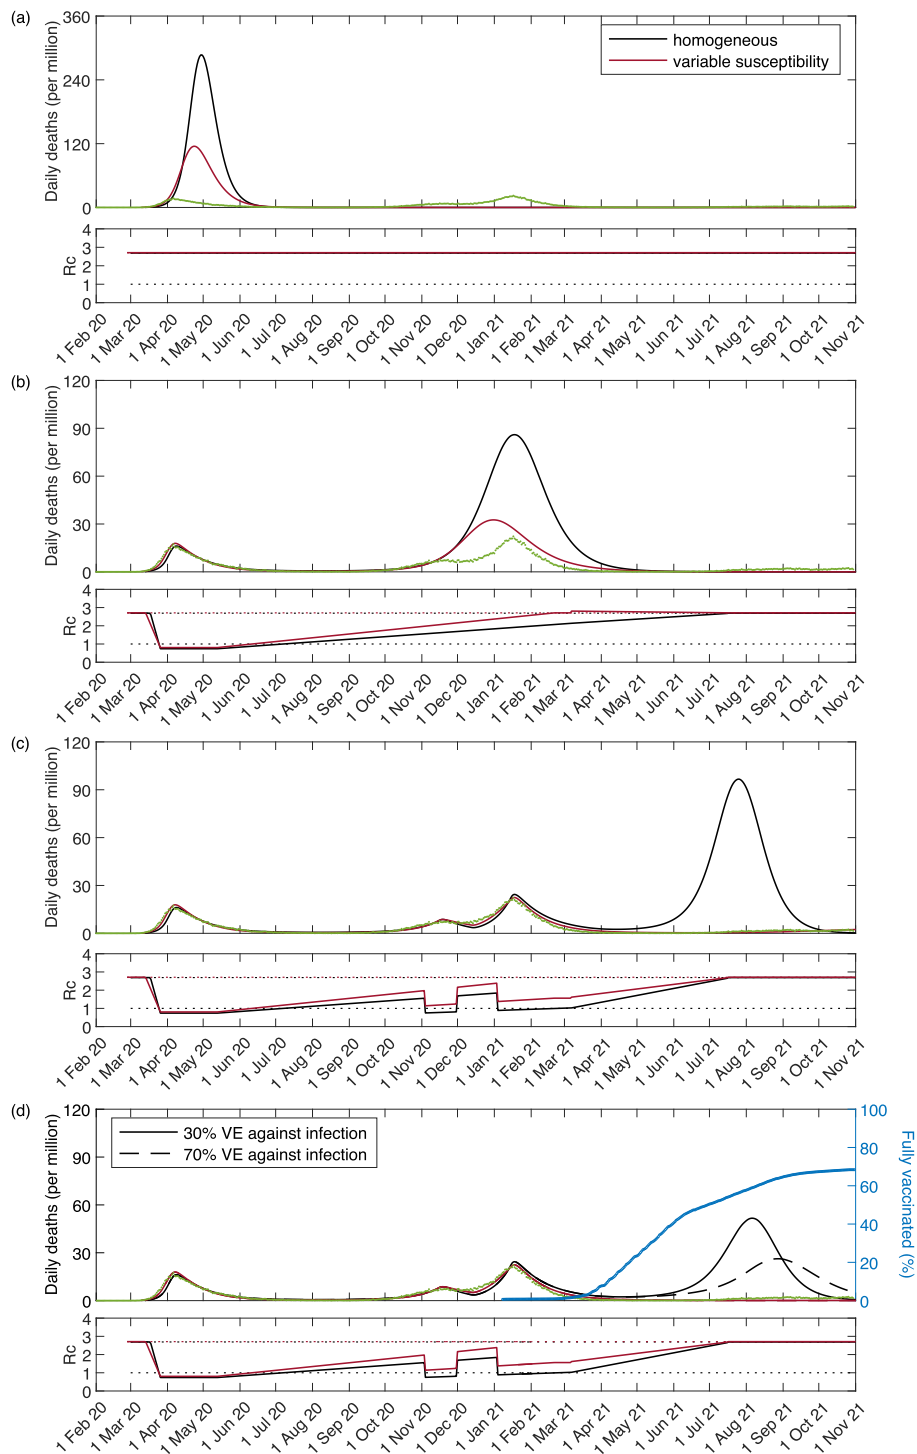 (a)
Daily deaths (per million)
360
240
120
0
homogeneous
variable susceptibility
Rc
4
3
2
1
0
1 Feb 20
1 Mar 20
1 Apr 20
1 May 20
1 Jun 20
1 Jul 20
1 Aug 20
1 Sep 20
1 Oct 20
1 Nov 20
1 Dec 20
1 Jan 21
1 Feb 21
1 Mar 21
1 Apr 21
1 May 21
1 Jun 21
1 Jul 21
1 Aug 21
1 Sep 21
1 Oct 21
1 Nov 21
(b)
Daily deaths (per million)
120
90
60
30
0
Rc
4
3
2
1
0
1 Feb 20
1 Mar 20
1 Apr 20
1 May 20
1 Jun 20
1 Jul 20
1 Aug 20
1 Sep 20
1 Oct 20
1 Nov 20
1 Dec 20
1 Jan 21
1 Feb 21
1 Mar 21
1 Apr 21
1 May 21
1 Jun 21
1 Jul 21
1 Aug 21
1 Sep 21
1 Oct 21
1 Nov 21
(c)
Daily deaths (per million)
120
90
60
30
0
Rc
4
3
2
1
0
1 Feb 20
1 Mar 20
1 Apr 20
1 May 20
1 Jun 20
1 Jul 20
1 Aug 20
1 Sep 20
1 Oct 20
1 Nov 20
1 Dec 20
1 Jan 21
1 Feb 21
1 Mar 21
1 Apr 21
1 May 21
1 Jun 21
1 Jul 21
1 Aug 21
1 Sep 21
1 Oct 21
1 Nov 21
(d)
Daily deaths (per million)
120
90
60
30
0
30% VE against infection
70% VE against infection
100
80
60
40
20
0
Fully vaccinated (%)
Rc
4
3
2
1
0
1 Feb 20
1 Mar 20
1 Apr 20
1 May 20
1 Jun 20
1 Jul 20
1 Aug 20
1 Sep 20
1 Oct 20
1 Nov 20
1 Dec 20
1 Jan 21
1 Feb 21
1 Mar 21
1 Apr 21
1 May 21
1 Jun 21
1 Jul 21
1 Aug 21
1 Sep 21
1 Oct 21
1 Nov 21